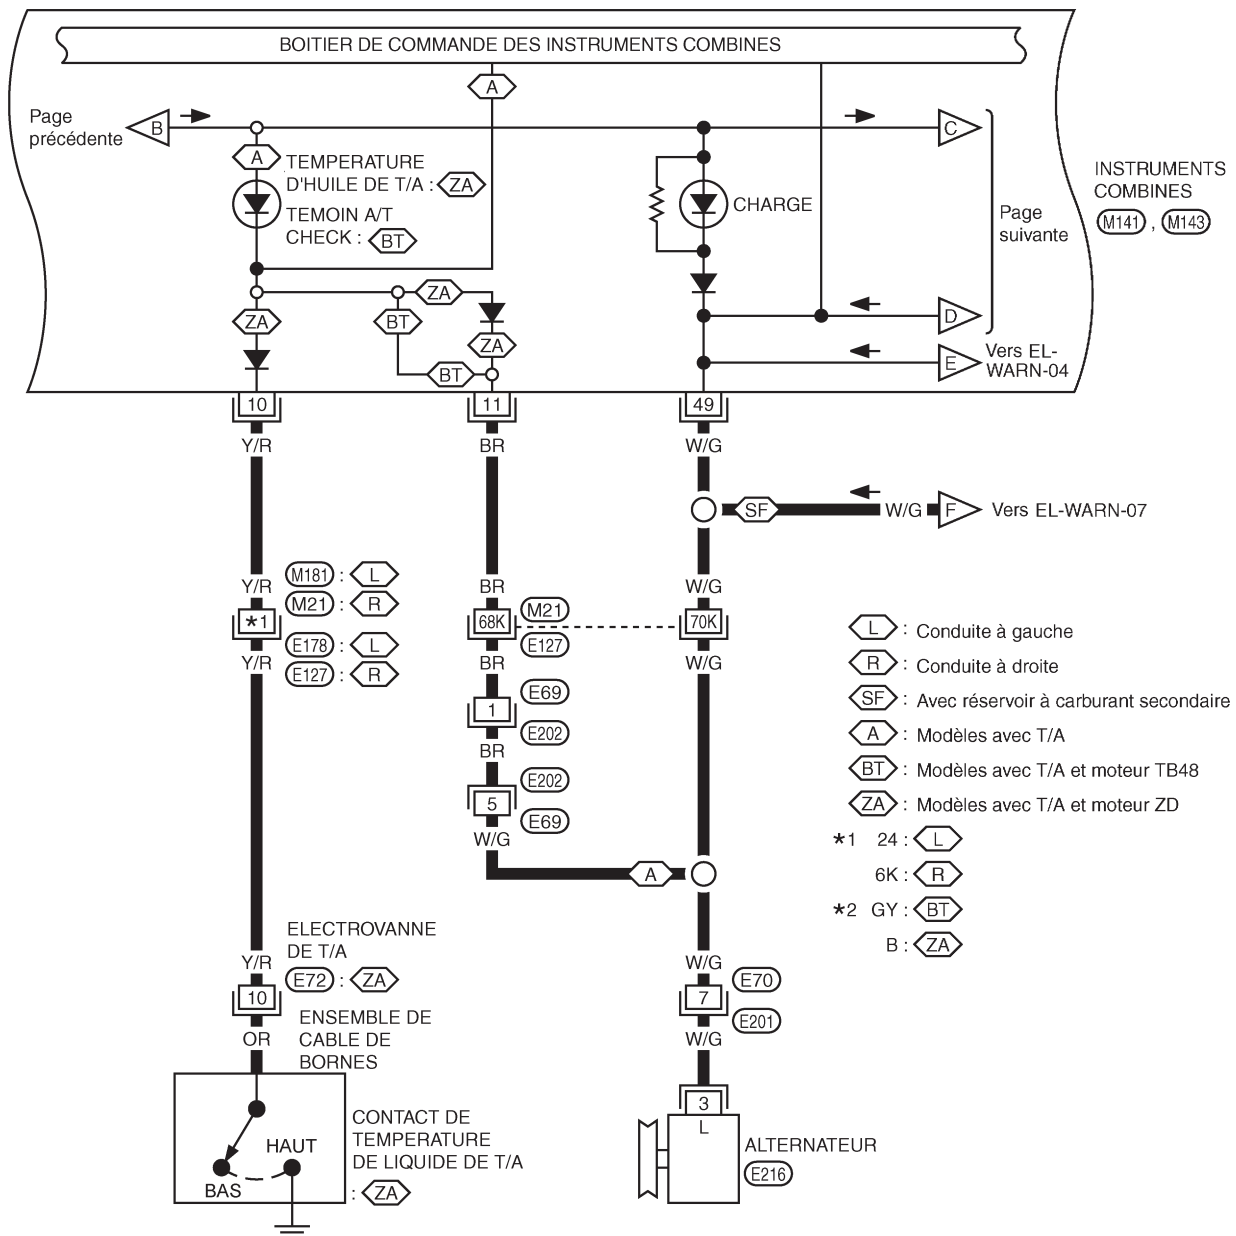 BOITIER DE COMMANDE DES INSTRUMENTS COMBINES
A
Page
précédente
B
C
A
TEMPERATURE
D'HUILE DE T/A : ZA
TEMOIN A/T
CHECK : BT
CHARGE
Page
suivante
INSTRUMENTS
COMBINES
M141 , M143
ZA
ZA
BT
ZA
BT
D
E
Vers EL-
WARN-04
10
11
49
Y/R
BR
W/G
SF
W/G
F
Vers EL-WARN-07
Y/R
BR
W/G
M181 : L
M21 : R
*1
E178 : L
E127 : R
68K
M21
E127
70K
Y/R
BR
W/G
E69
1
E202
BR
E202
5
E69
W/G
A
L : Conduite à gauche
R : Conduite à droite
SF : Avec réservoir à carburant secondaire
A : Modèles avec T/A
BT : Modèles avec T/A et moteur TB48
ZA : Modèles avec T/A et moteur ZD
*1 24 : L
6K : R
*2 GY : BT
B : ZA
ELECTROVANNE
DE T/A
E72 : ZA
Y/R
10
OR
ENSEMBLE DE
CABLE DE
BORNES
W/G
E70
7
E201
W/G
3
L
ALTERNATEUR
E216
HAUT
BAS
CONTACT DE
TEMPERATURE
DE LIQUIDE DE T/A
: ZA